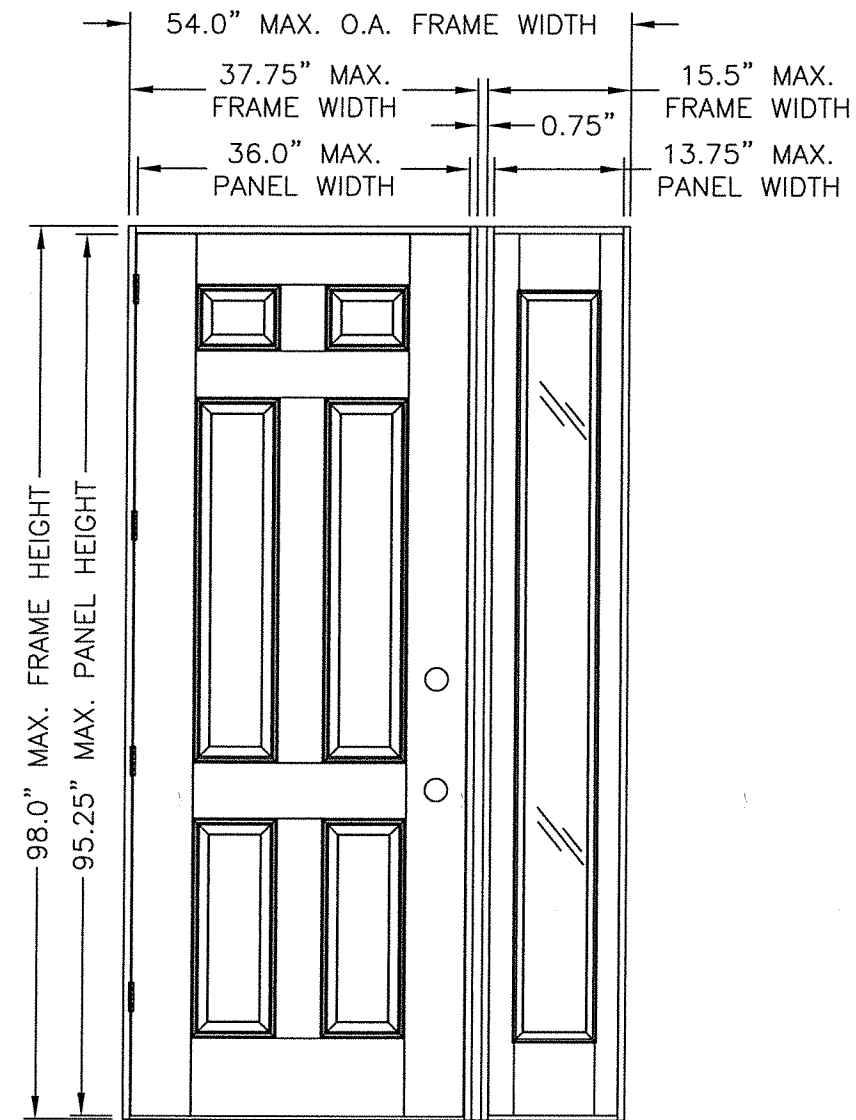 54.0" MAX. O.A. FRAME WIDTH
37.75" MAX.
FRAME WIDTH
15.5" MAX.
FRAME WIDTH
0.75"
36.0" MAX.
PANEL WIDTH
13.75" MAX.
PANEL WIDTH
98.0" MAX. FRAME HEIGHT
95.25" MAX. PANEL HEIGHT